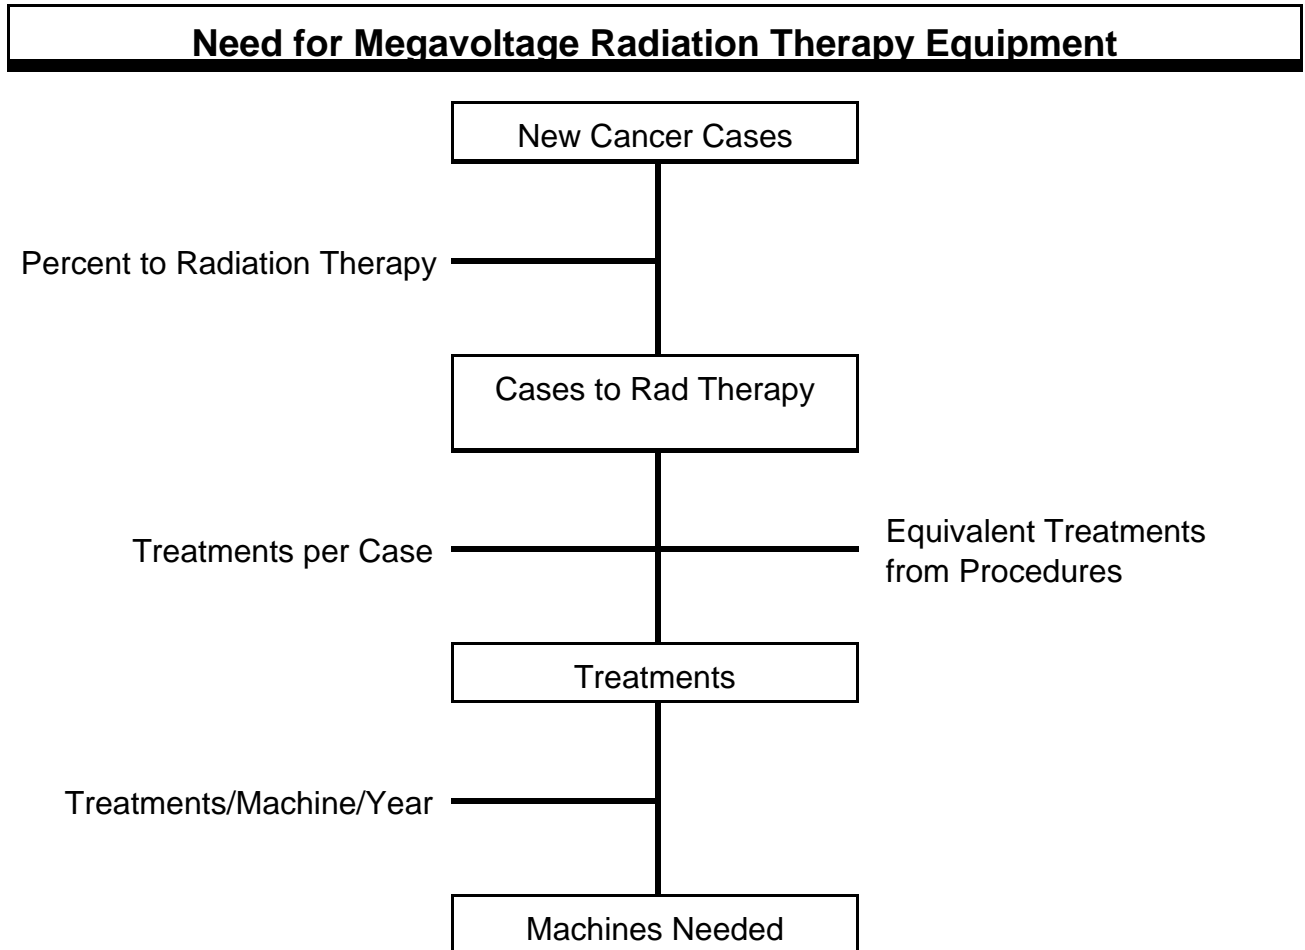 Need for Megavoltage Radiation Therapy Equipment
New Cancer Cases
Percent to Radiation Therapy
Cases to Rad Therapy
Treatments per Case
Equivalent Treatments
from Procedures
Treatments
Treatments/Machine/Year
Machines Needed